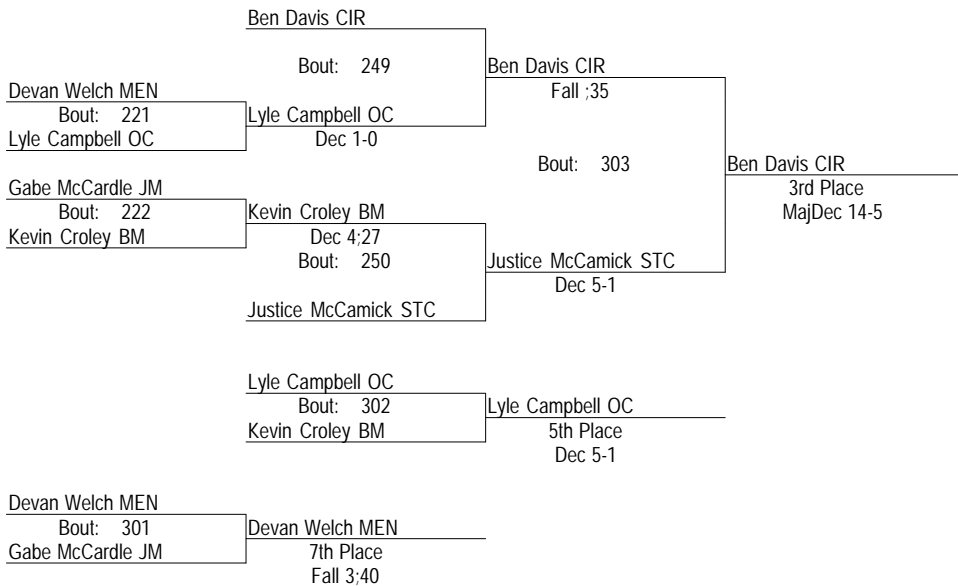 Ben Davis CIR
Bout: 249
Ben Davis CIR
Devan Welch MEN
Fall ;35
Bout: 221
Lyle Campbell OC
Lyle Campbell OC
Dec 1-0
Bout: 303
Ben Davis CIR
Gabe McCardle JM
3rd Place
Bout: 222
Kevin Croley BM
MajDec 14-5
Kevin Croley BM
Dec 4;27
Bout: 250
Justice McCamick STC
Dec 5-1
Justice McCamick STC
Lyle Campbell OC
Bout: 302
Lyle Campbell OC
Kevin Croley BM
5th Place
Dec 5-1
Devan Welch MEN
Bout: 301
Devan Welch MEN
Gabe McCardle JM
7th Place
Fall 3;40